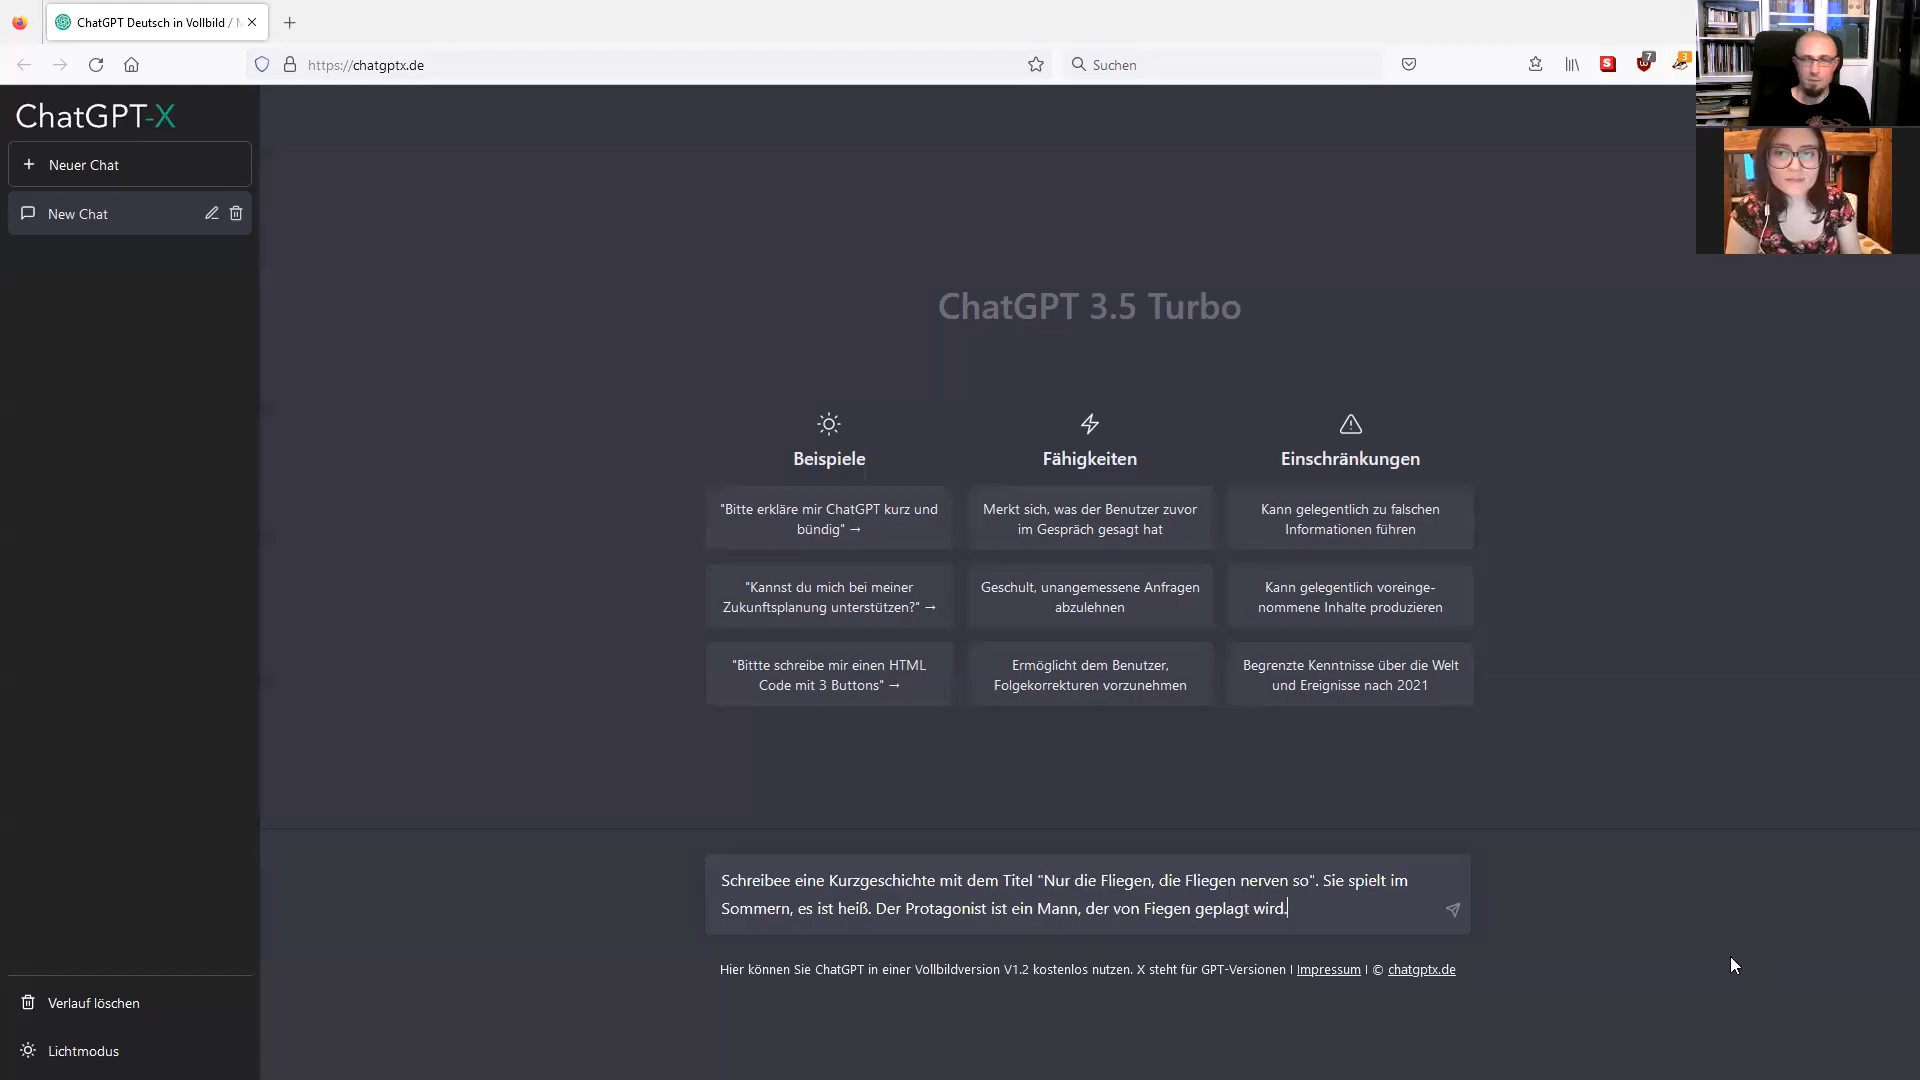 ChatGPT Deutsch in Vollbild /
https://chatgptx.de
Suchen
S
7
3
ChatGPT-X
Neuer Chat
New Chat
ChatGPT 3.5 Turbo
Beispiele
"Bitte erkläre mir ChatGPT kurz und
bündig" →
"Kannst du mich bei meiner
Zukunftsplanung unterstützen?" →
"Bittte schreibe mir einen HTML
Code mit 3 Buttons" →
Fähigkeiten
Merkt sich, was der Benutzer zuvor
im Gespräch gesagt hat
Geschult, unangemessene Anfragen
abzulehnen
Ermöglicht dem Benutzer,
Folgekorrekturen vorzunehmen
Einschränkungen
Kann gelegentlich zu falschen
Informationen führen
Kann gelegentlich voreinge-
nommene Inhalte produzieren
Begrenzte Kenntnisse über die Welt
und Ereignisse nach 2021
Schreibee eine Kurzgeschichte mit dem Titel "Nur die Fliegen, die Fliegen nerven so". Sie spielt im
Sommern, es ist heiß. Der Protagonist ist ein Mann, der von Fiegen geplagt wird.
Hier können Sie ChatGPT in einer Vollbildversion V1.2 kostenlos nutzen. X steht für GPT-Versionen I Impressum I © chatgptx.de
Verlauf löschen
Lichtmodus